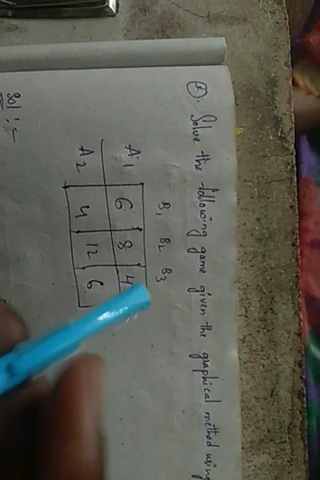 ④. Solve the following game given the graphical method using
B₁ B₂ B₃
A₁ 6 8 4
A₂ 4 12 6
Sol :-